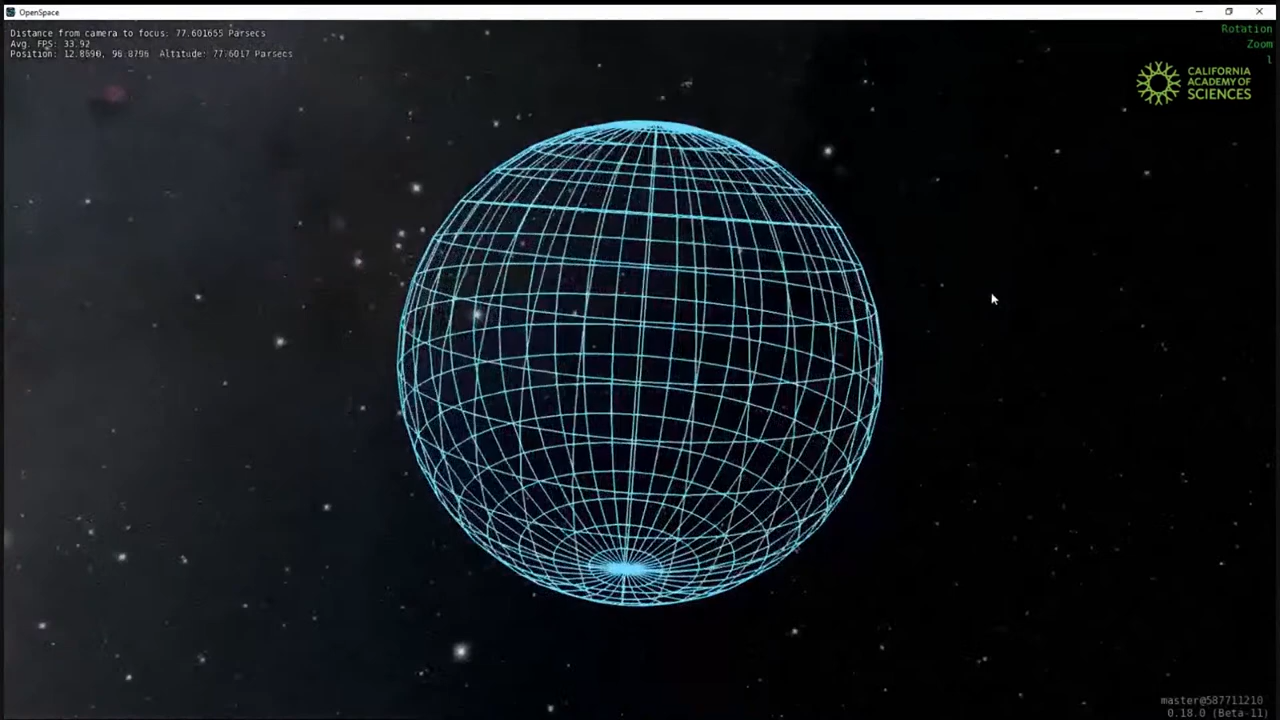 OpenSpace
Distance from camera to focus: 77.601655 Parsecs
Avg. FPS: 33.92
Position: 12.8690, 96.8796  Altitude: 77.6017 Parsecs
Rotation
Zoom
CALIFORNIA
ACADEMY OF
SCIENCES
master@587711210
0.18.0 (Beta-11)